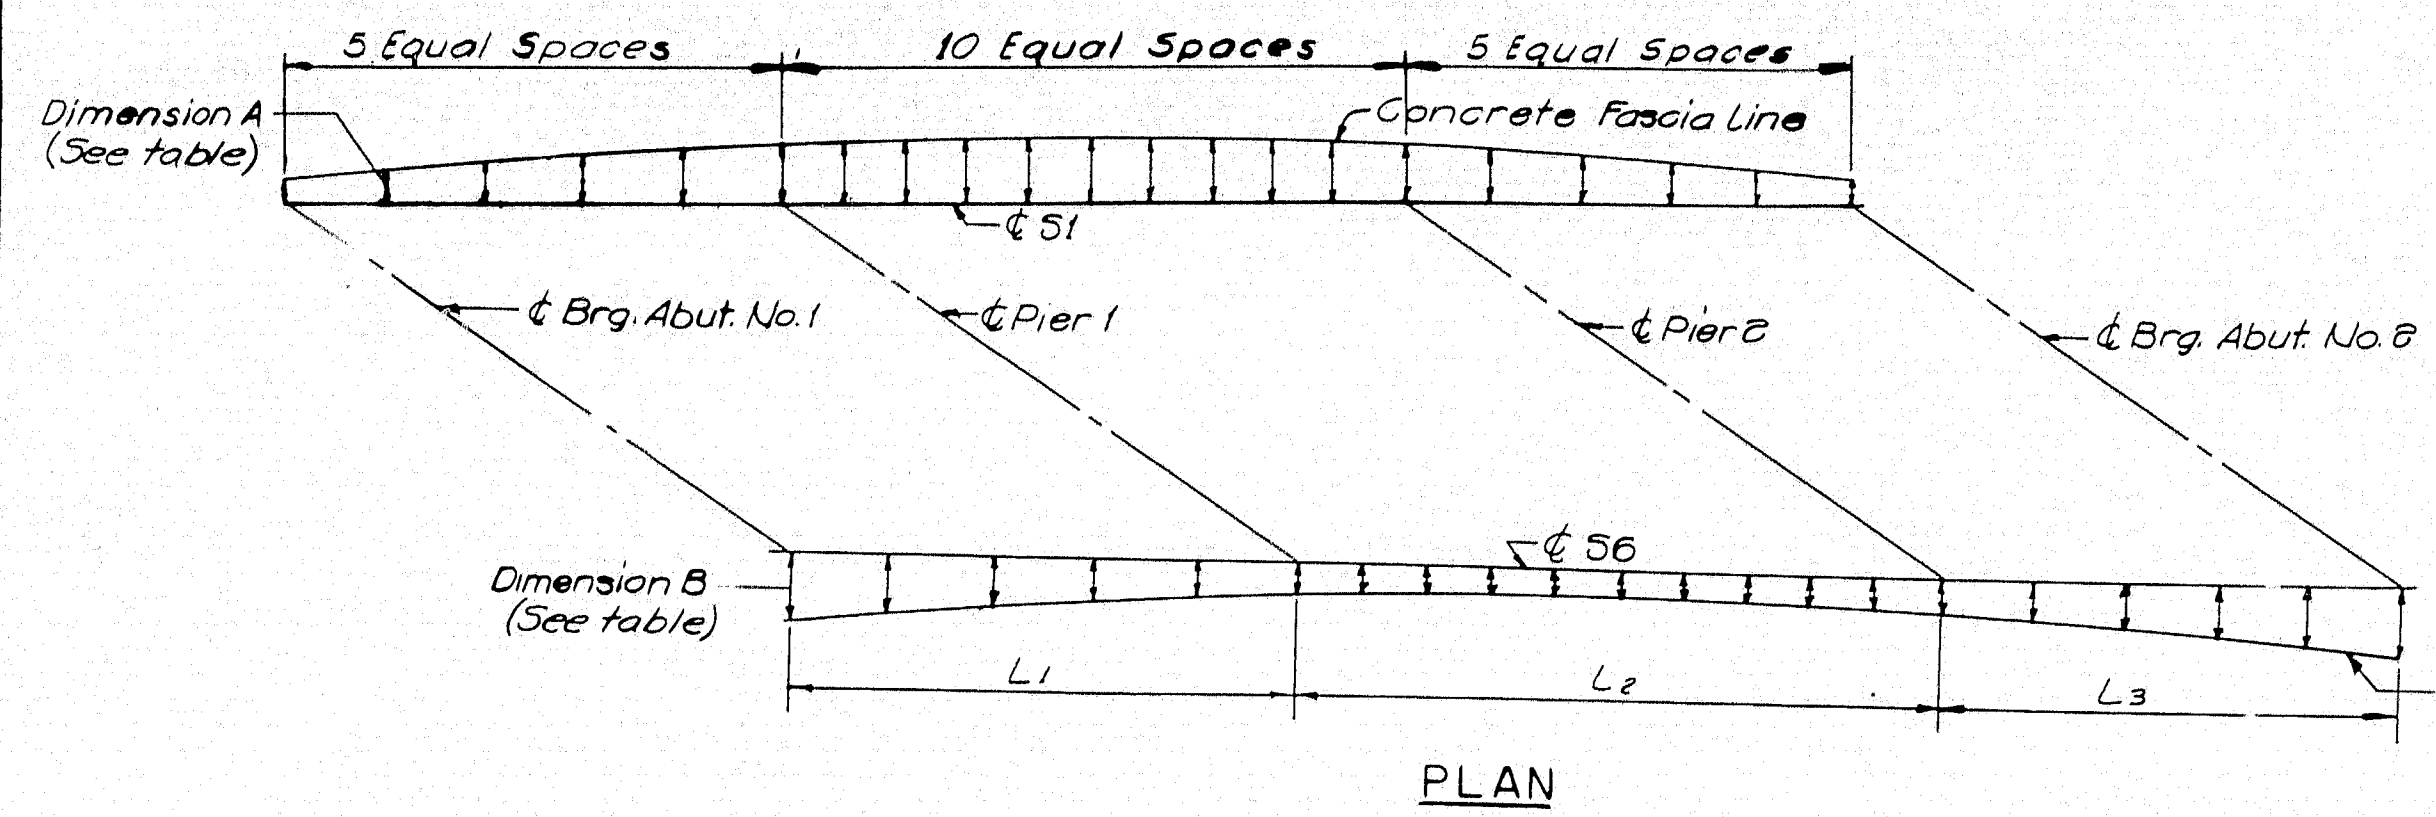 5 Equal Spaces
10 Equal Spaces
5 Equal Spaces
Dimension A
(See table)
Concrete Fascia Line
℄ S1
℄ Brg. Abut. No. 1
℄ Pier 1
℄ Pier 2
℄ Brg. Abut. No. 2
℄ S6
Dimension B
(See table)
L1
L2
L3
PLAN